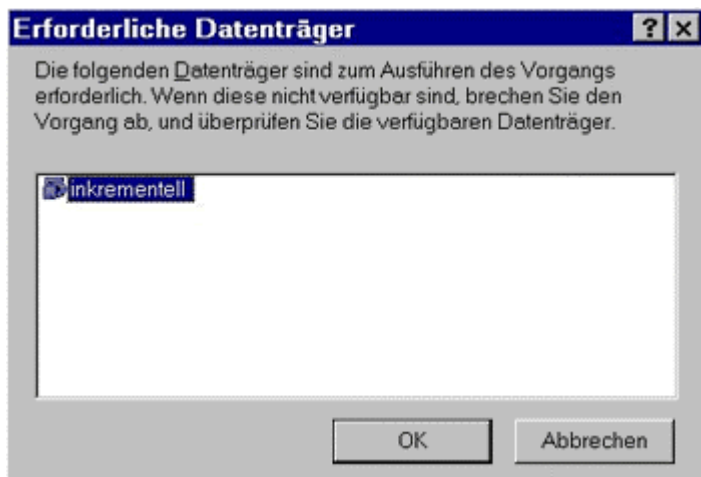 Erforderliche Datenträger
Die folgenden Datenträger sind zum Ausführen des Vorgangs
erforderlich. Wenn diese nicht verfügbar sind, brechen Sie den
Vorgang ab, und überprüfen Sie die verfügbaren Datenträger.
inkrementell
OK Abbrechen